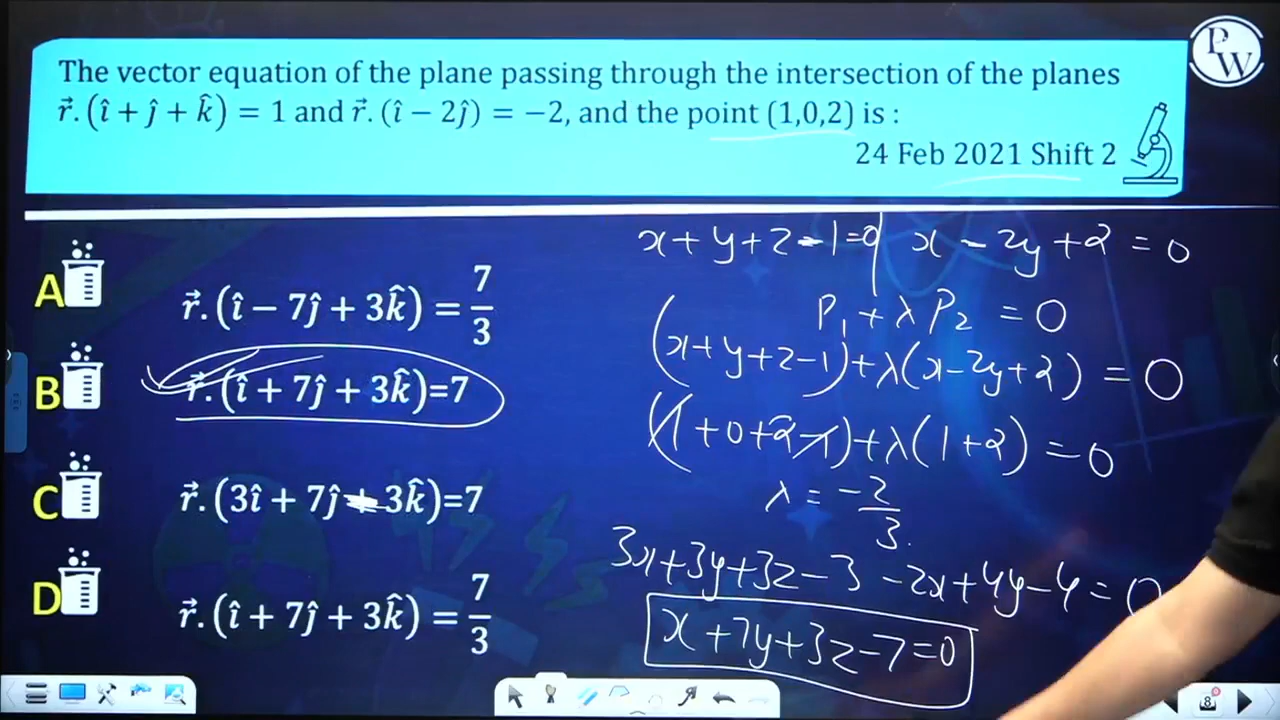 The vector equation of the plane passing through the intersection of the planes
r⃗.(î + ĵ + k̂) = 1 and r⃗.(î − 2ĵ) = −2, and the point (1,0,2) is :
24 Feb 2021 Shift 2
PW
A r⃗.(î − 7ĵ + 3k̂) = 7/3
B r⃗.(î + 7ĵ + 3k̂)=7
C r⃗.(3î + 7ĵ + 3k̂)=7
D r⃗.(î + 7ĵ + 3k̂) = 7/3
x + y + z - 1 = 0 | x - 2y + 2 = 0
P₁ + λ P₂ = 0
(x+y+z-1)+λ(x-2y+2) = 0
(1+0+2-1)+λ(1+2) = 0
λ = -2/3.
3x+3y+3z-3 -2x+4y-4=0
x+7y+3z-7=0
8